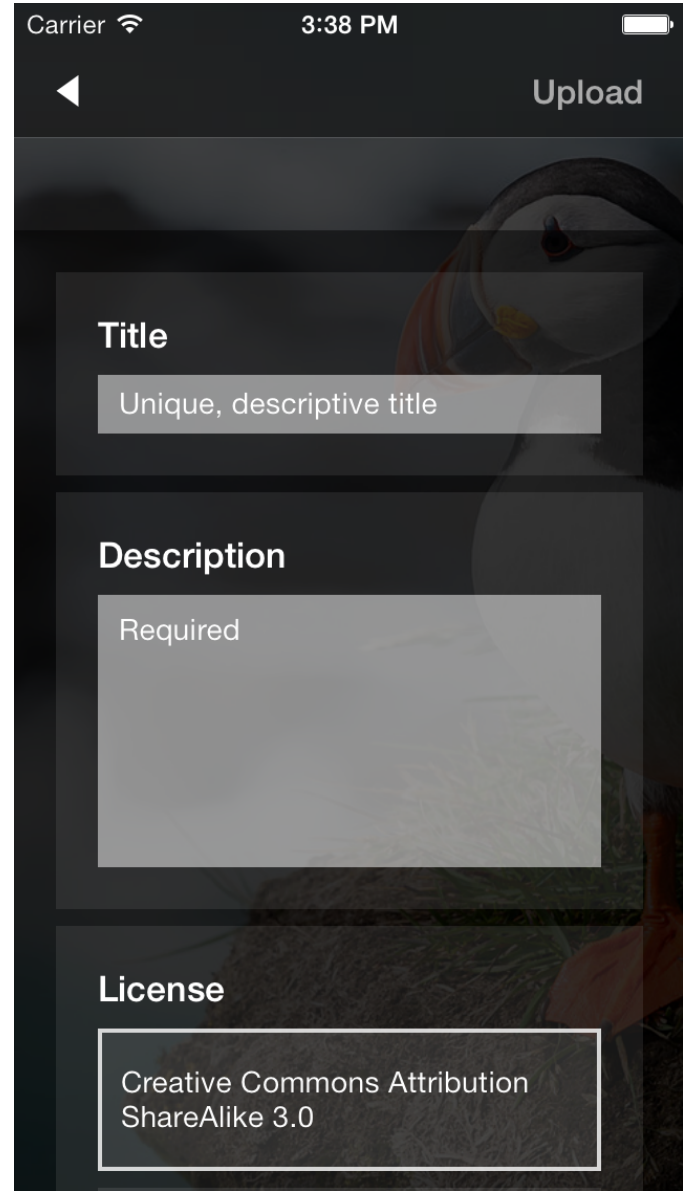 Carrier 3:38 PM
Upload
Title
Unique, descriptive title
Description
Required
License
Creative Commons Attribution
ShareAlike 3.0